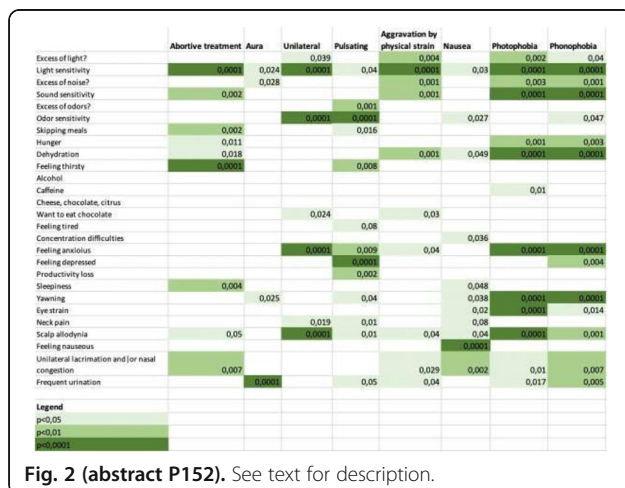 Aggravation by
Abortive treatment Aura Unilateral Pulsating physical strain Nausea Photophobia Phonophobia
Excess of light? 0,039 0,004 0,002 0,04
Light sensitivity 0,0001 0,024 0,0001 0,04 0,0001 0,03 0,0001 0,0001
Excess of noise? 0,028 0,001 0,003 0,001
Sound sensitivity 0,002 0,001 0,0001 0,0001
Excess of odors? 0,001
Odor sensitivity 0,0001 0,0001 0,027 0,047
Skipping meals 0,002 0,016
Hunger 0,011 0,001 0,003
Dehydration 0,018 0,001 0,049 0,0001 0,0001
Feeling thirsty 0,0001 0,008
Alcohol
Caffeine 0,01
Cheese, chocolate, citrus
Want to eat chocolate 0,024 0,03
Feeling tired 0,08
Concentration difficulties 0,036
Feeling anxioius 0,0001 0,009 0,04 0,0001 0,0001
Feeling depressed 0,0001 0,004
Productivity loss 0,002
Sleepiness 0,004 0,048
Yawning 0,025 0,04 0,038 0,0001 0,0001
Eye strain 0,02 0,0001 0,014
Neck pain 0,019 0,01 0,08
Scalp allodynia 0,05 0,0001 0,01 0,04 0,04 0,0001 0,001
Feeling nauseous 0,0001
Unilateral lacrimation and|or nasal
congestion 0,007 0,029 0,002 0,01 0,007
Frequent urination 0,0001 0,05 0,04 0,017 0,005
Legend
p<0,05
p<0,01
p<0,0001
Fig. 2 (abstract P152). See text for description.